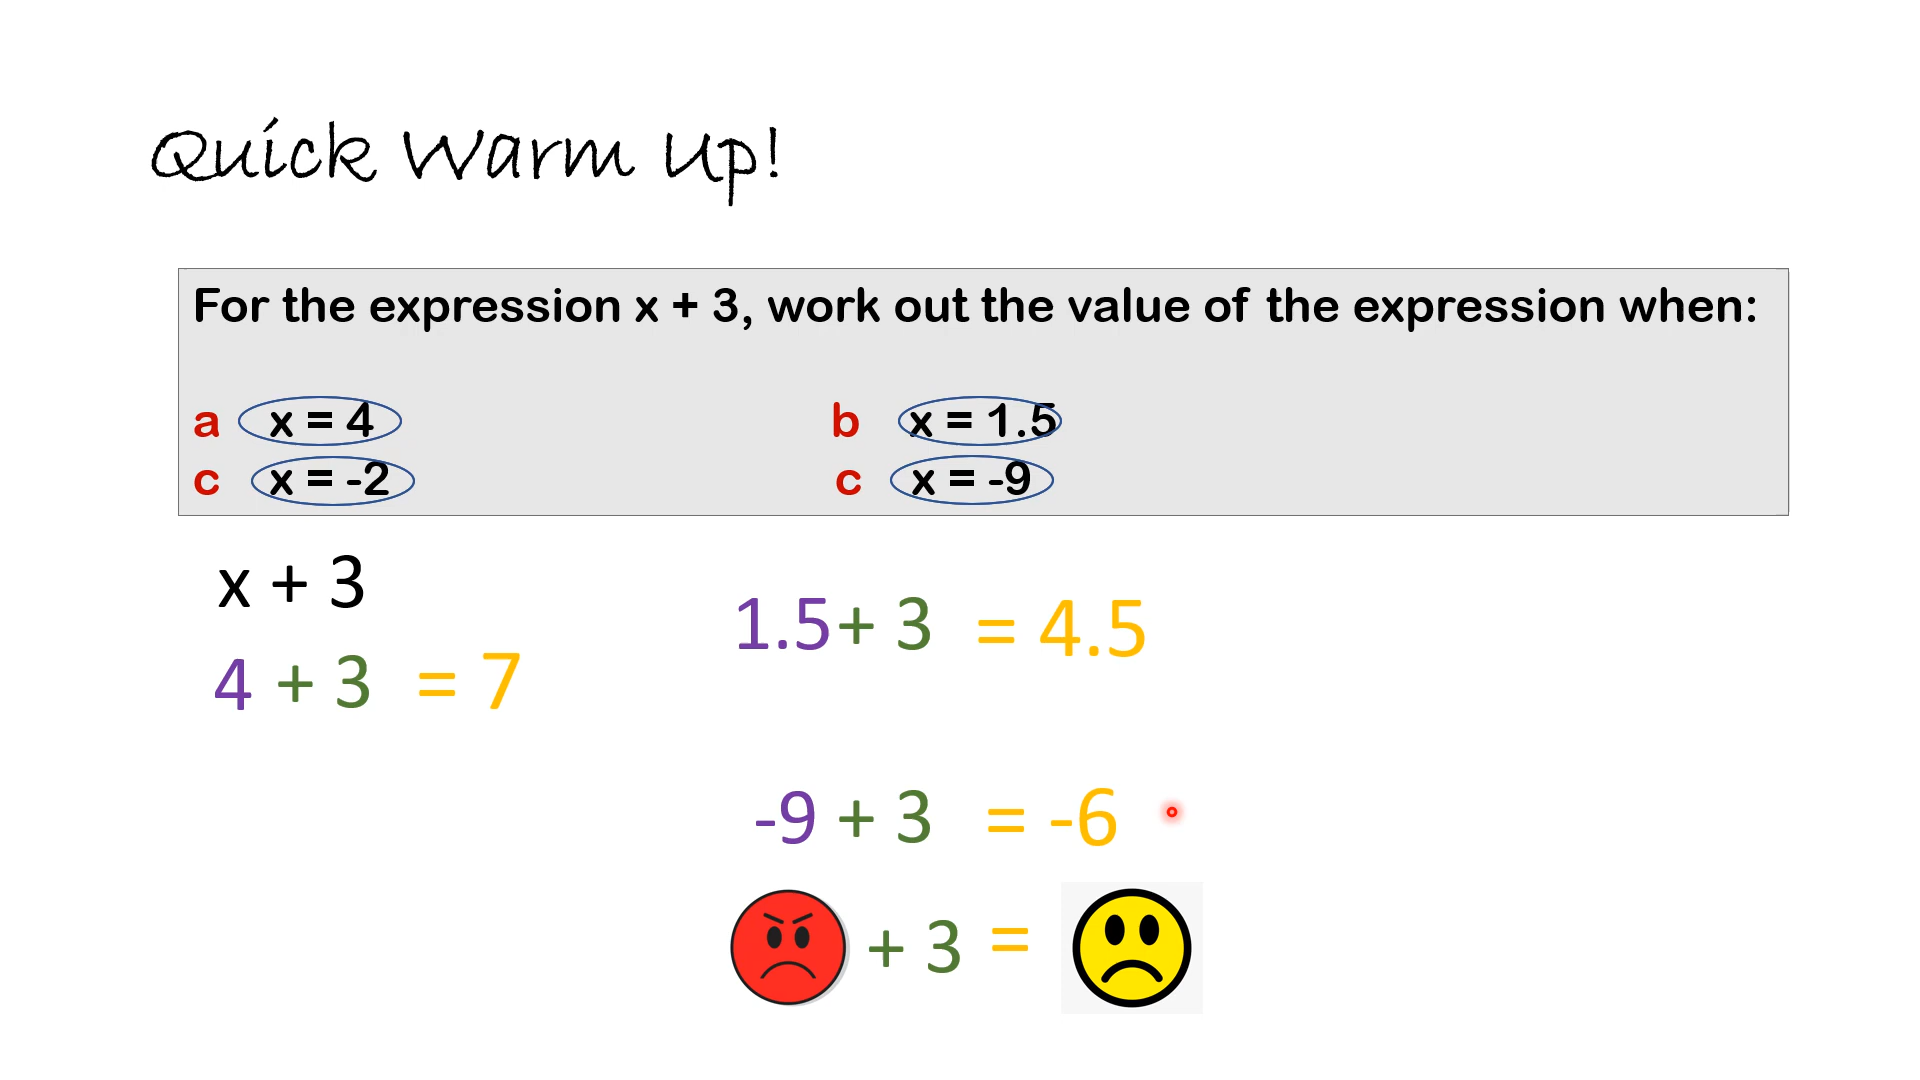 Quick Warm Up!
For the expression x + 3, work out the value of the expression when:
a x = 4 b x = 1.5
c x = -2 c x = -9
x + 3
1.5 + 3 = 4.5
4 + 3 = 7
-9 + 3 = -6
+ 3 =